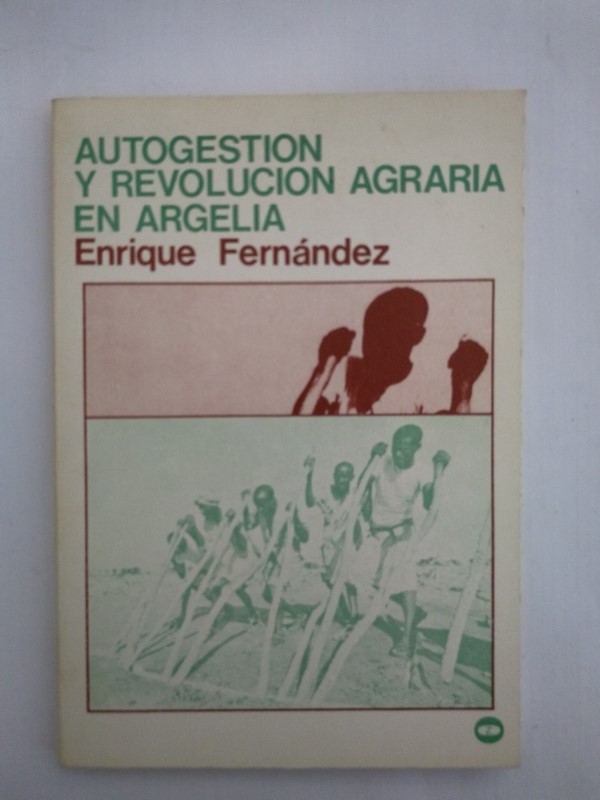 AUTOGESTION
Y REVOLUCION AGRARIA
EN ARGELIA
Enrique Fernández